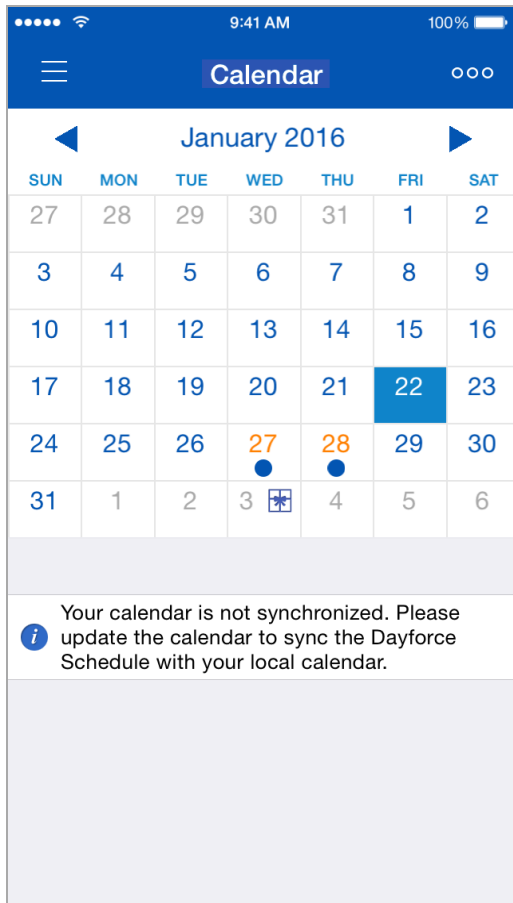 9:41 AM 100%
Calendar
January 2016
SUN MON TUE WED THU FRI SAT
27 28 29 30 31 1 2
3 4 5 6 7 8 9
10 11 12 13 14 15 16
17 18 19 20 21 22 23
24 25 26 27 28 29 30
31 1 2 3 4 5 6
Your calendar is not synchronized. Please
update the calendar to sync the Dayforce
Schedule with your local calendar.